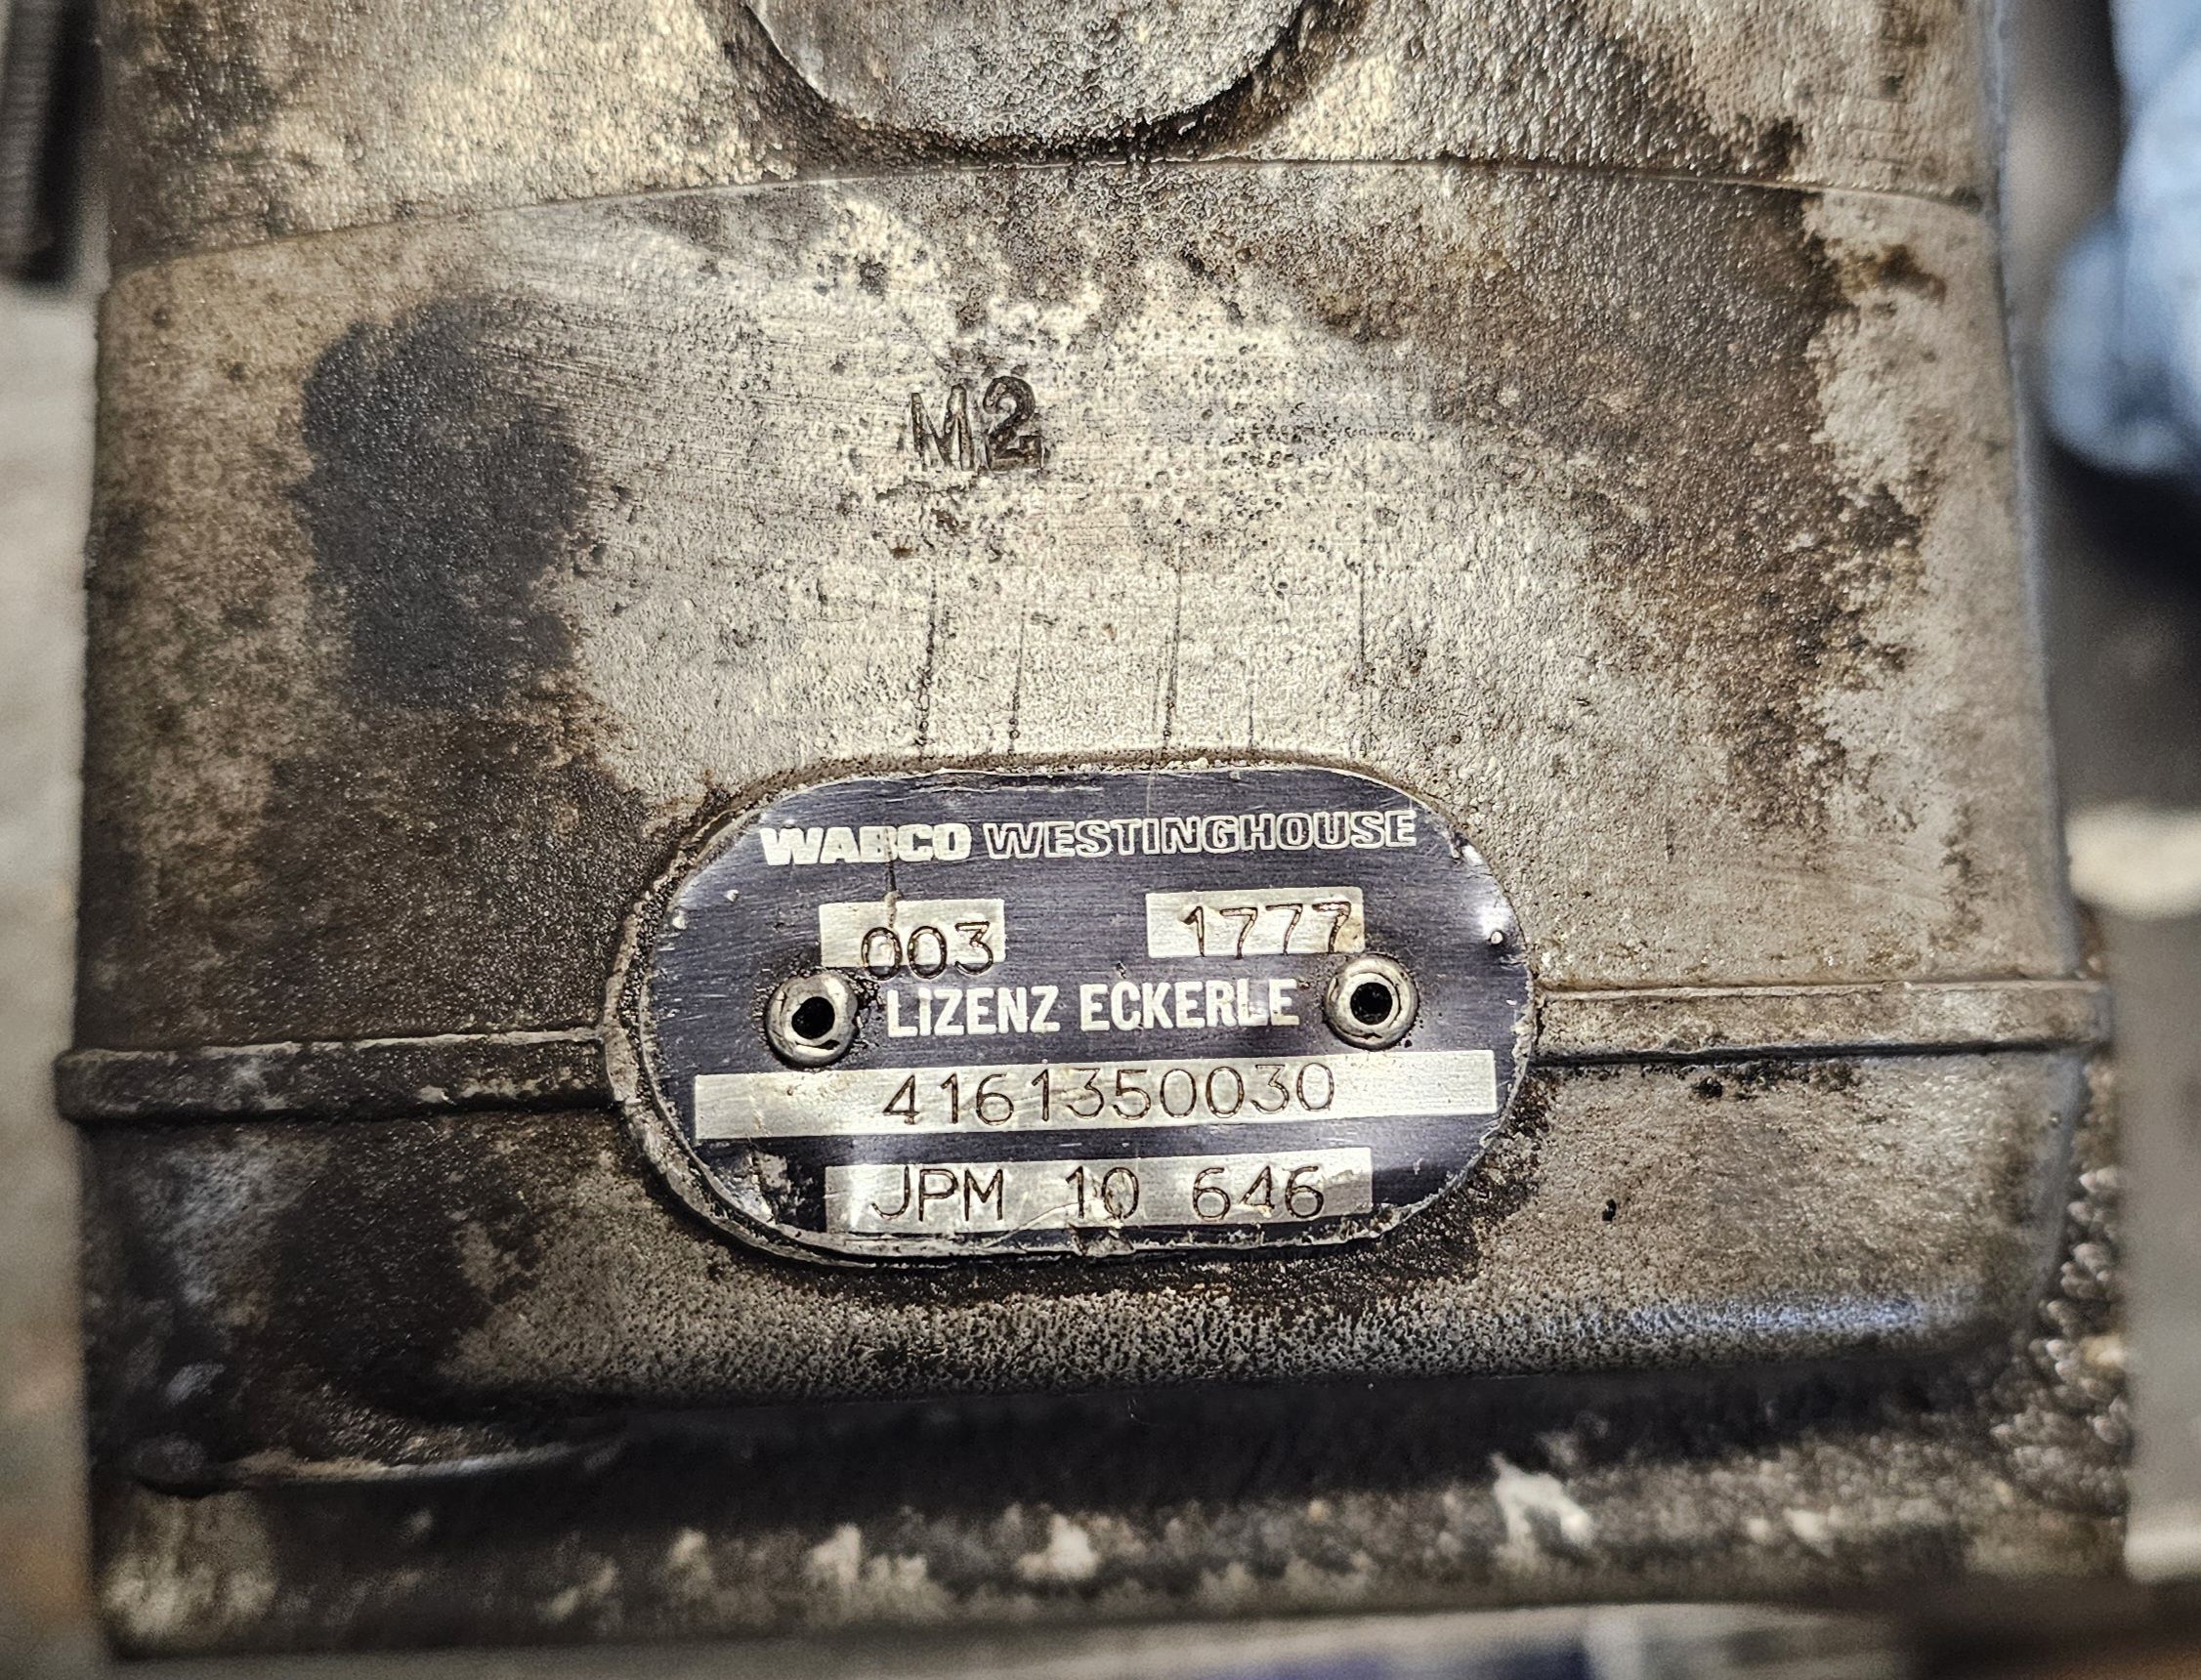 M2
WABCO WESTINGHOUSE
003 1777
LIZENZ ECKERLE
4161350030
JPM 10 646